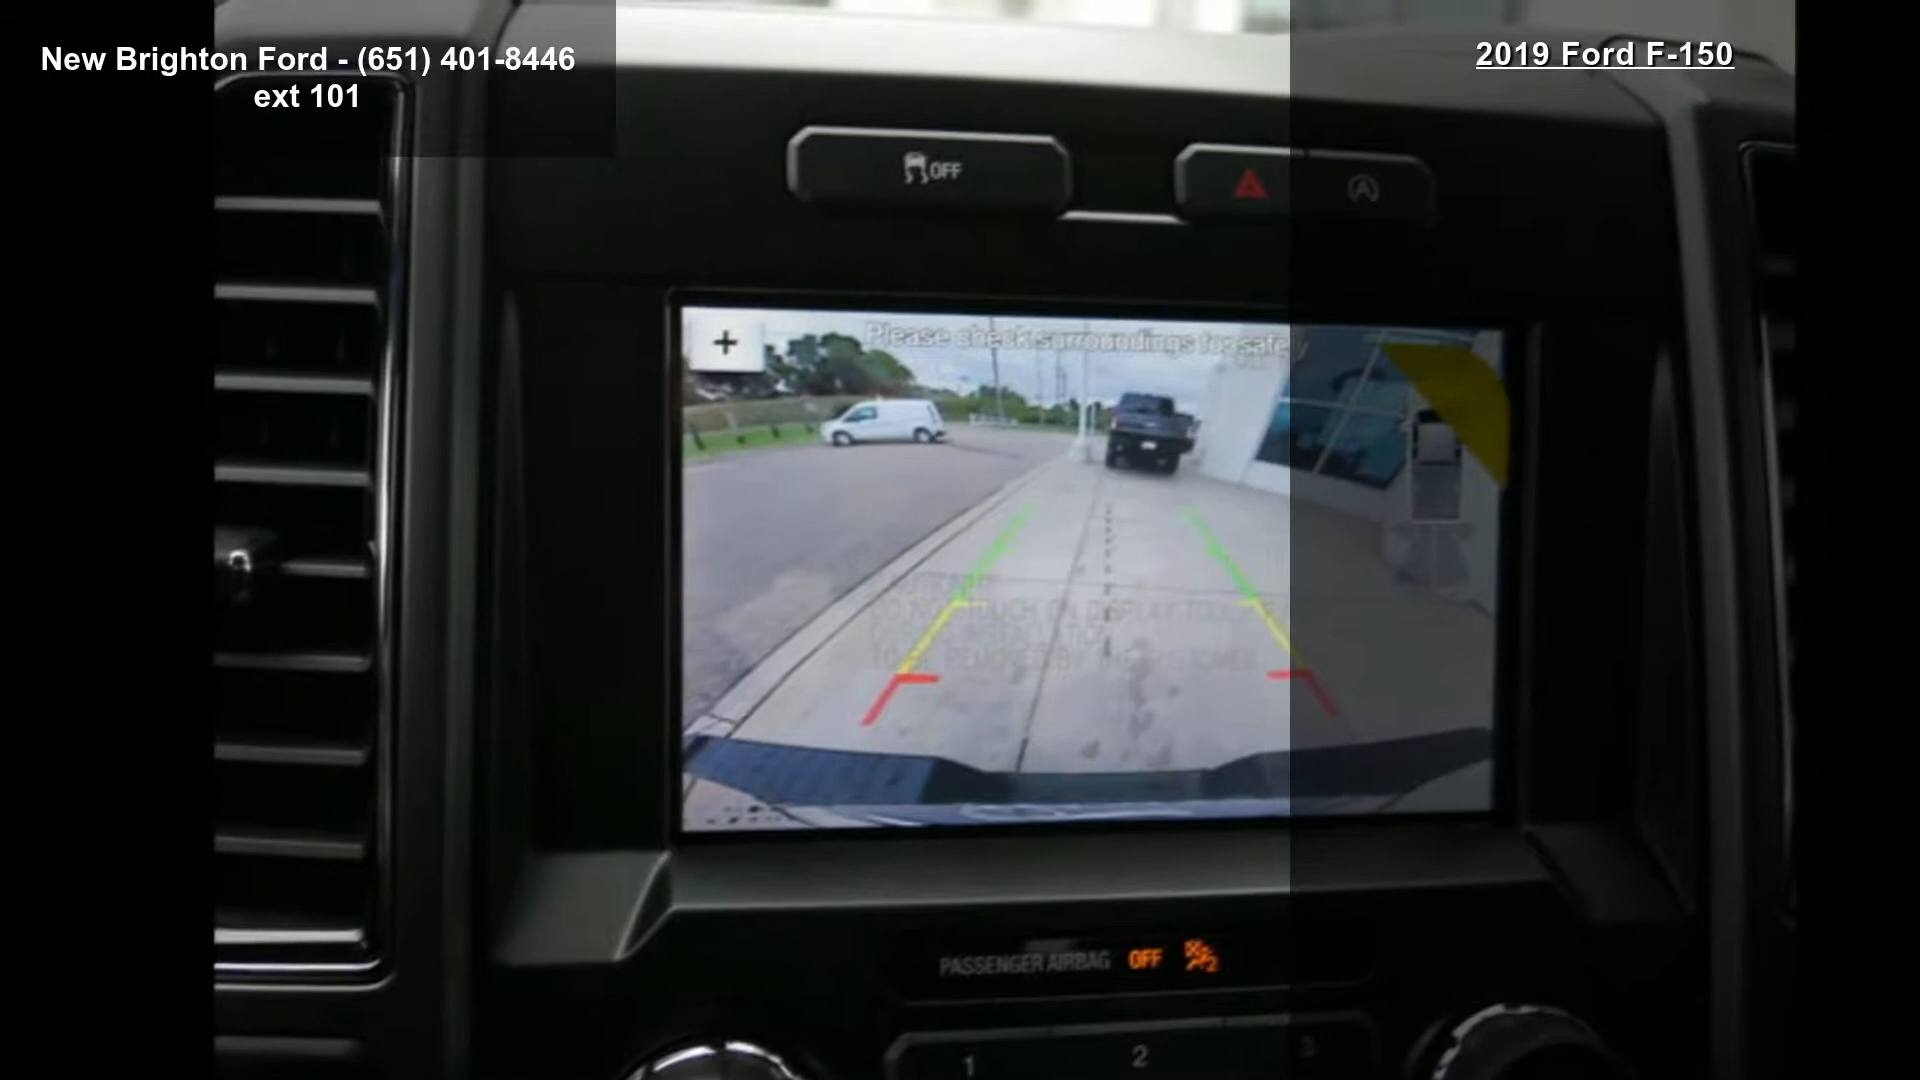 New Brighton Ford - (651) 401-8446
ext 101
2019 Ford F-150
OFF
+
Please check surroundings for safety
PASSENGER AIRBAG OFF 2
1 2 3